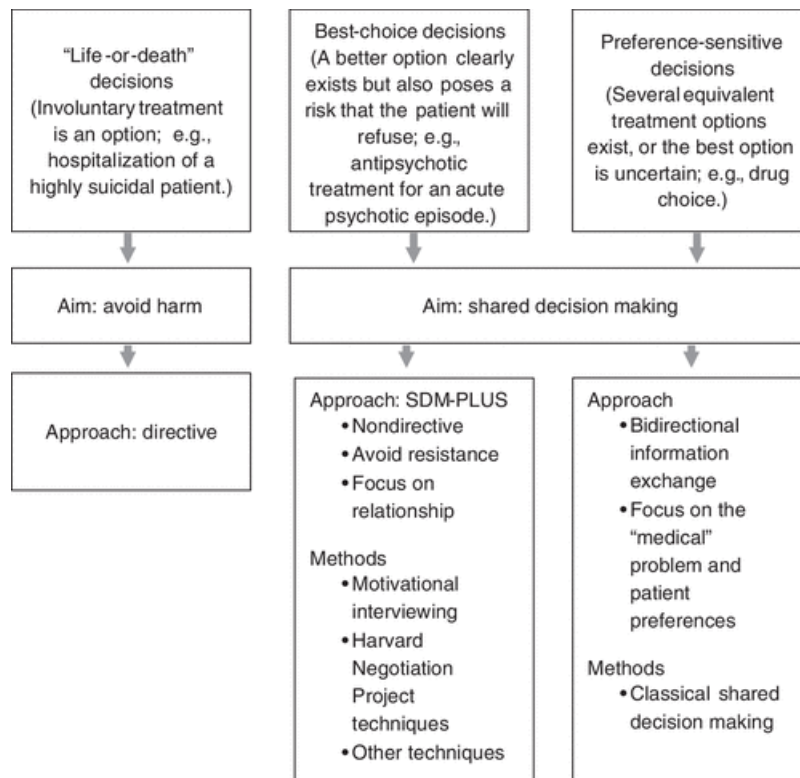 “Life-or-death”
decisions
(Involuntary treatment
is an option; e.g.,
hospitalization of a
highly suicidal patient.)
Best-choice decisions
(A better option clearly
exists but also poses a
risk that the patient will
refuse; e.g.,
antipsychotic
treatment for an acute
psychotic episode.)
Preference-sensitive
decisions
(Several equivalent
treatment options
exist, or the best option
is uncertain; e.g., drug
choice.)
Aim: avoid harm
Aim: shared decision making
Approach: directive
Approach: SDM-PLUS
•Nondirective
•Avoid resistance
•Focus on
relationship
Methods
•Motivational
interviewing
•Harvard
Negotiation
Project
techniques
•Other techniques
Approach
•Bidirectional
information
exchange
•Focus on the
“medical”
problem and
patient
preferences
Methods
•Classical shared
decision making